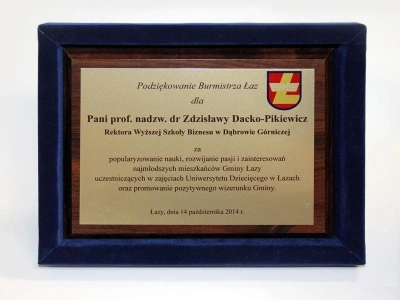 Podziękowanie Burmistrza Łaz
dla
Pani prof. nadzw. dr Zdzisławy Dacko-Pikiewicz
Rektora Wyższej Szkoły Biznesu w Dąbrowie Górniczej
za
popularyzowanie nauki, rozwijanie pasji i zainteresowań
najmłodszych mieszkańców Gminy Łazy
uczestniczących w zajęciach Uniwersytetu Dziecięcego w Łazach
oraz promowanie pozytywnego wizerunku Gminy.
Łazy, dnia 14 października 2014 r.